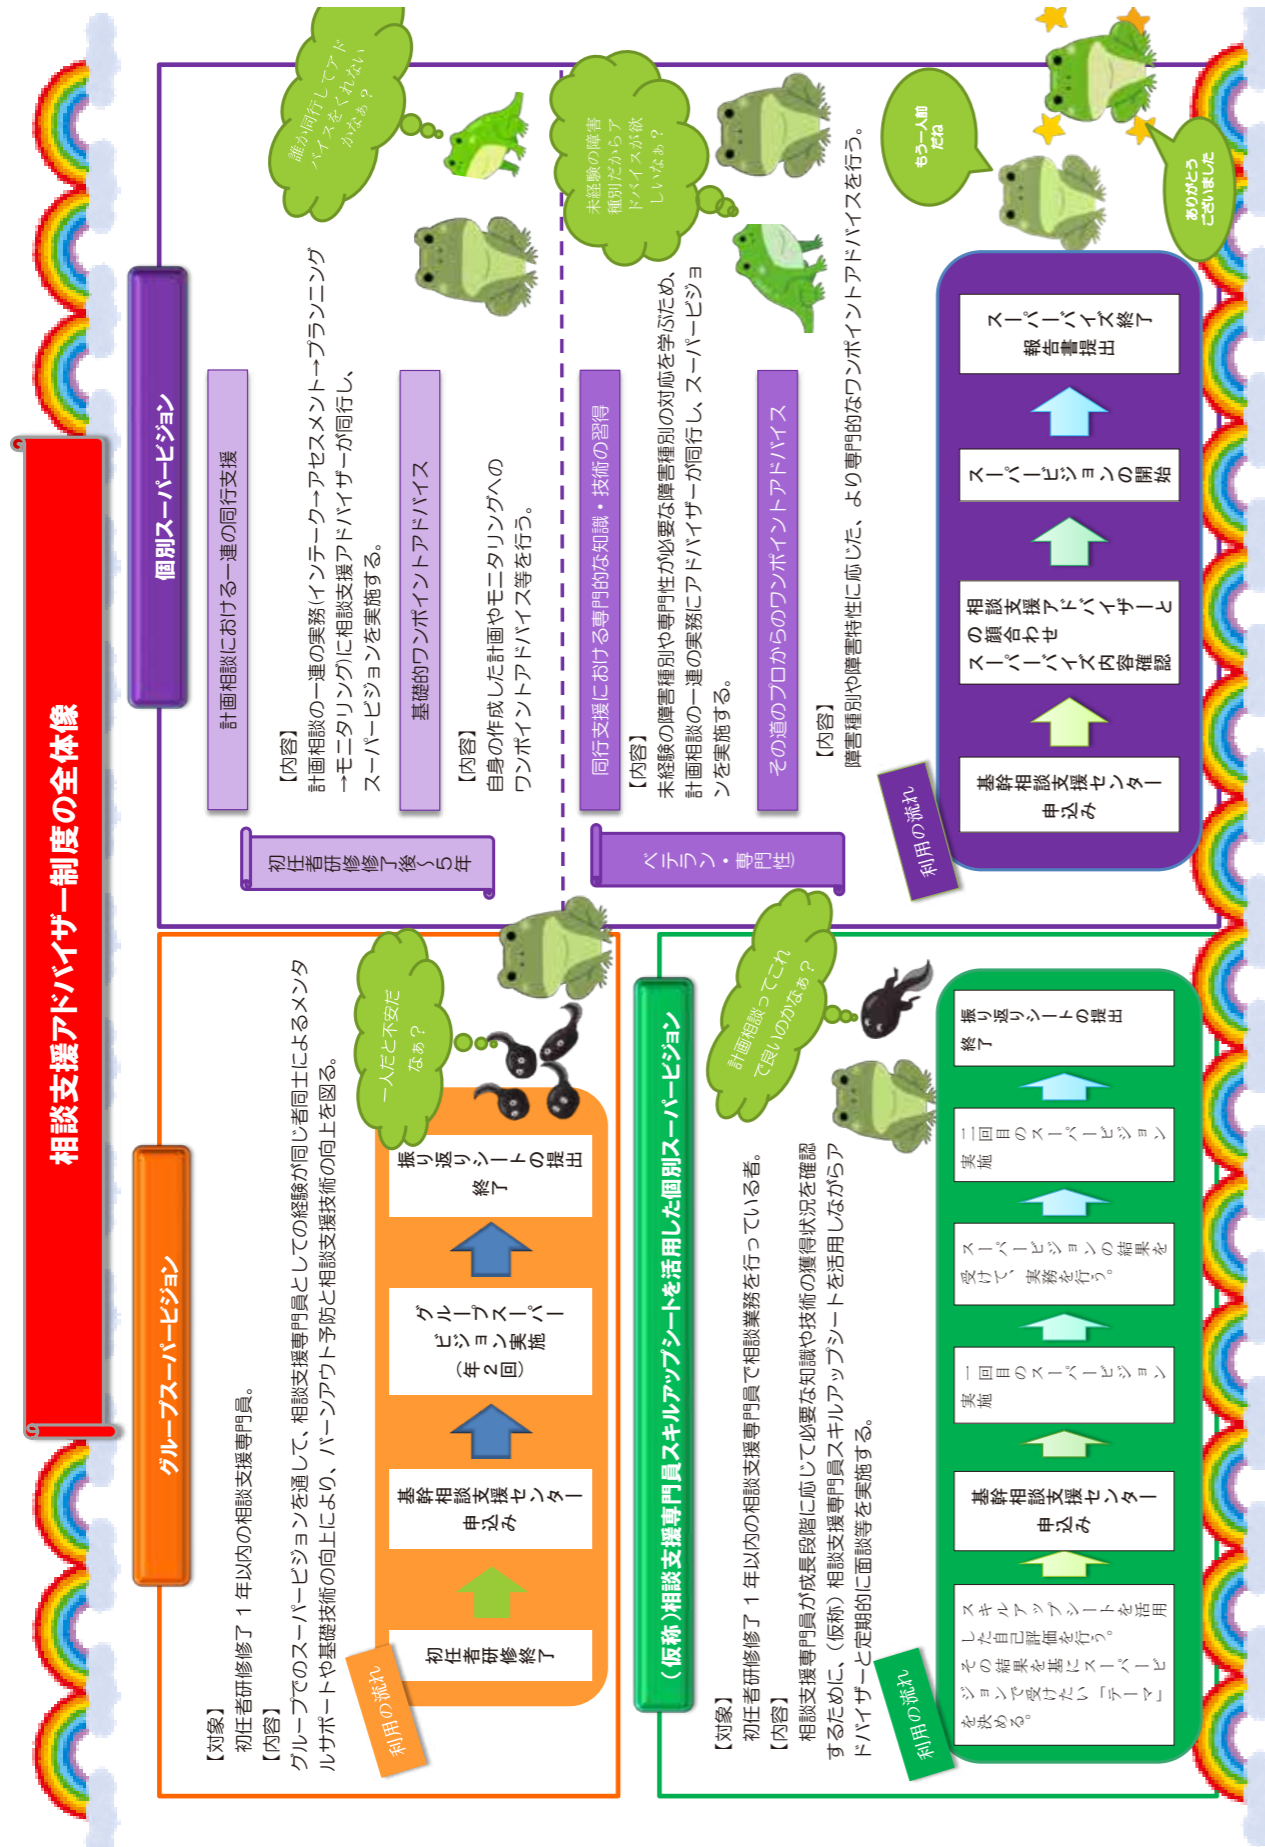 相談支援アドバイザー制度の全体像
グループスーパービジョン
【対象】
初任者研修修了 1 年以内の相談支援専門員。
【内容】
グループでのスーパービジョンを通して、相談支援専門員としての経験が同じ者同士によるメンタ
ルサポートや基礎技術の向上により、バーンアウト予防と相談支援技術の向上を図る。
利用の流れ
初任者研修終了
基幹相談支援センター
申込み
グループスーパー
ビジョン実施
(年２回)
振り返りシートの提出
終了
一人だと不安だ
なぁ？
(仮称)相談支援専門員スキルアップシートを活用した個別スーパービジョン
【対象】
初任者研修修了 1 年以内の相談支援専門員で相談業務を行っている者。
【内容】
相談支援専門員が成長段階に応じて必要な知識や技術の獲得状況を確認
するために、(仮称) 相談支援専門員スキルアップシートを活用しながらア
ドバイザーと定期的に面談等を実施する。
利用の流れ
スキルアップシートを活用
した自己評価を行う。
その結果を基にスーパービ
ジョンで受けたい「テーマ」
を決める。
基幹相談支援センター
申込み
一回目のスーパービジョン
実施
スーパービジョンの結果を
受けて、実務を行う。
二回目のスーパービジョン
実施
振り返りシートの提出
終了
計画相談ってこれ
で良いのかなぁ？
個別スーパービジョン
初任者研修修了後～５年
計画相談における一連の同行支援
【内容】
計画相談の一連の実務(インテーク→アセスメント→プランニング
→モニタリング)に相談支援アドバイザーが同行し、
スーパービジョンを実施する。
基礎的ワンポイントアドバイス
【内容】
自身の作成した計画やモニタリングへの
ワンポイントアドバイス等を行う。
誰か同行してアド
バイスをくれない
かなぁ？
ベテラン・専門性)
同行支援における専門的な知識・技術の習得
【内容】
未経験の障害種別や専門性が必要な障害種別の対応を学ぶため、
計画相談の一連の実務にアドバイザーが同行し、スーパービジョ
ンを実施する。
その道のプロからのワンポイントアドバイス
【内容】
障害種別や障害特性に応じた、より専門的なワンポイントアドバイスを行う。
未経験の障害
種別だからア
ドバイスが欲
しいなぁ？
利用の流れ
基幹相談支援センター
申込み
相談支援アドバイザーと
の顔合わせ
スーパーバイズ内容確認
スーパービジョンの開始
スーパーバイズ終了
報告書提出
もう一人前
だね
ありがとう
ございました